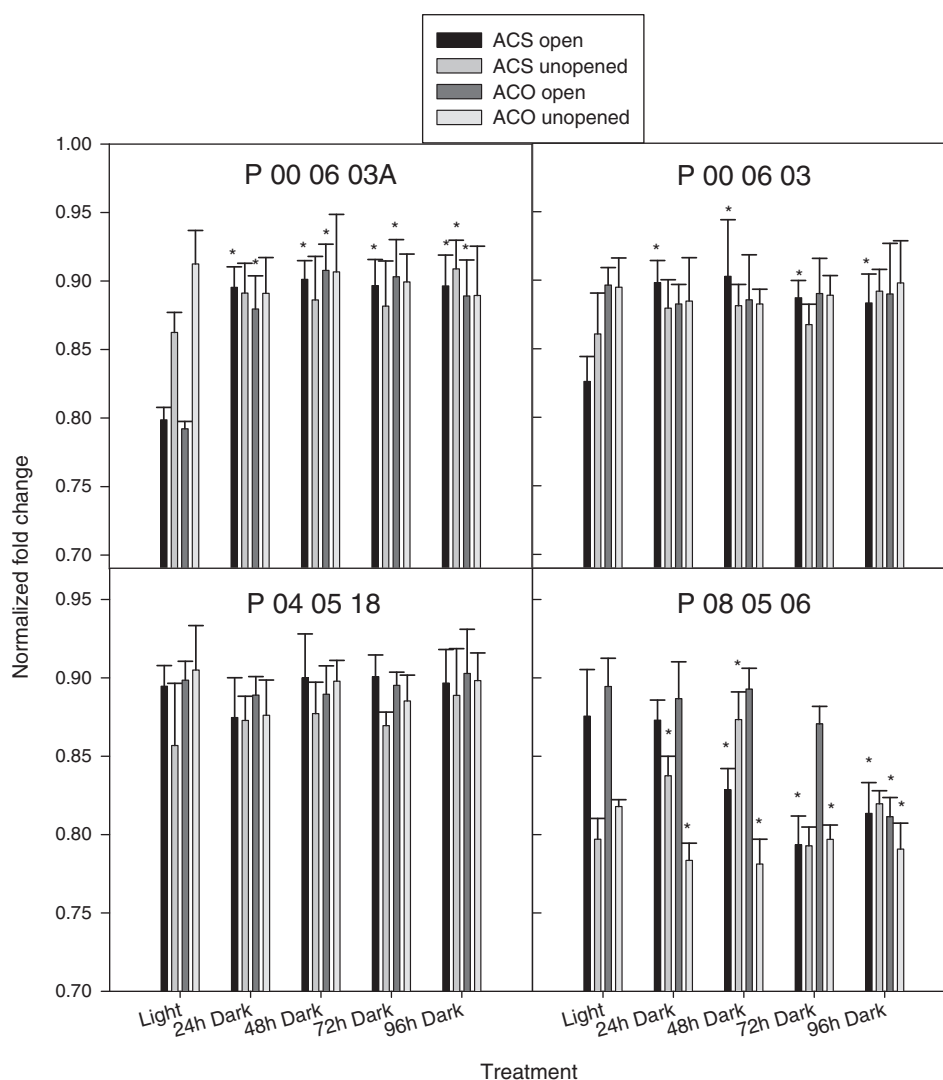 ACS open
ACS unopened
ACO open
ACO unopened
1.00
0.95
0.90
0.85
0.80
0.75
0.70
P 00 06 03A
* * * * * * * * *
P 00 06 03
* * * *
Normalized fold change
0.95
0.90
0.85
0.80
0.75
0.70
P 04 05 18
P 08 05 06
* * * * * * * * * *
Light
24h Dark
48h Dark
72h Dark
96h Dark
Light
24h Dark
48h Dark
72h Dark
96h Dark
Treatment